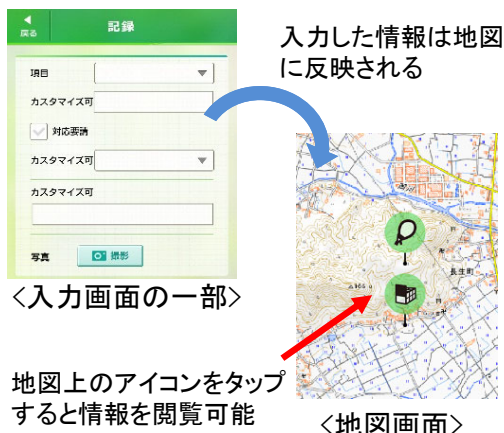 戻る
記録
項目
カスタマイズ可
対応要請
カスタマイズ可
カスタマイズ可
写真
撮影
<入力画面の一部>
入力した情報は地図
に反映される
長生町
地図上のアイコンをタップ
すると情報を閲覧可能
<地図画面>